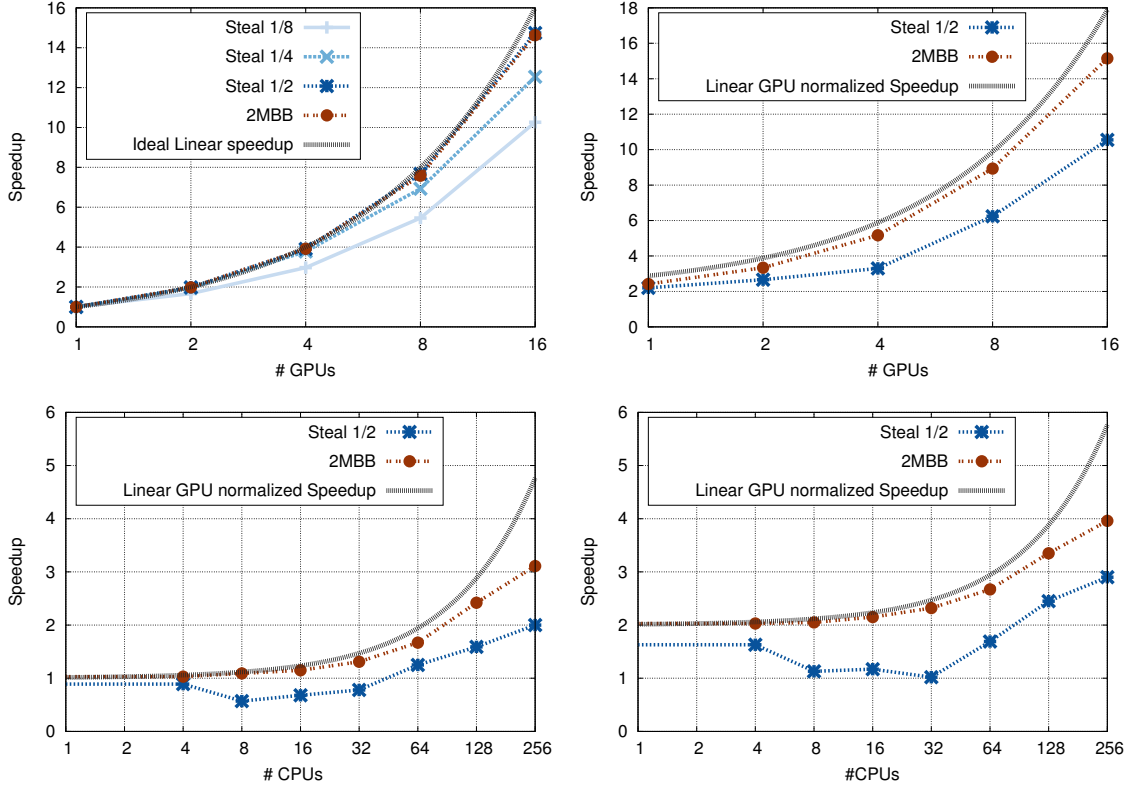 Speedup
16
14
12
10
8
6
4
2
0
Steal 1/8
Steal 1/4
Steal 1/2
2MBB
Ideal Linear speedup
1 2 4 8 16
# GPUs
Speedup
18
16
14
12
10
8
6
4
2
0
Steal 1/2
2MBB
Linear GPU normalized Speedup
1 2 4 8 16
# GPUs
Speedup
6
5
4
3
2
1
0
Steal 1/2
2MBB
Linear GPU normalized Speedup
1 2 4 8 16 32 64 128 256
# CPUs
Speedup
6
5
4
3
2
1
0
Steal 1/2
2MBB
Linear GPU normalized Speedup
1 2 4 8 16 32 64 128 256
#CPUs